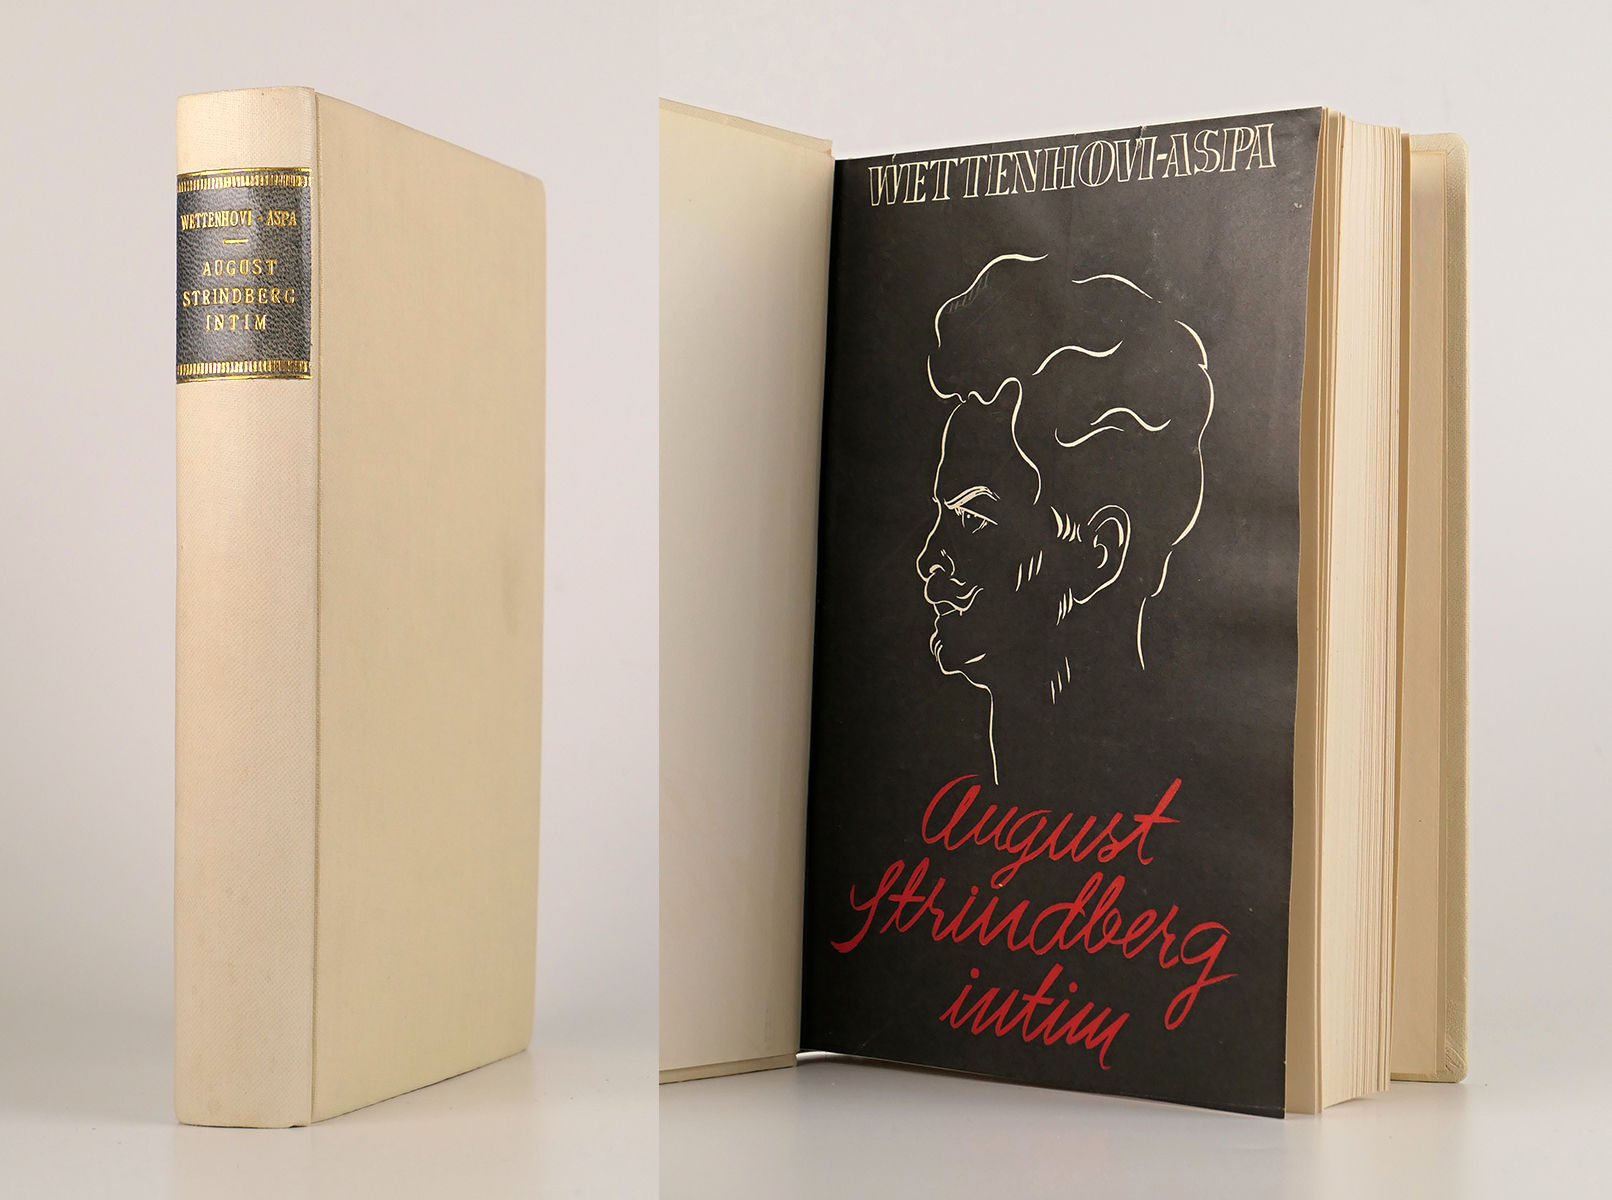 WETTENHOVI-ASPA
AUGUST
STRINDBERG
INTIM
WETTENHOVI-ASPA
August
Strindberg
intim